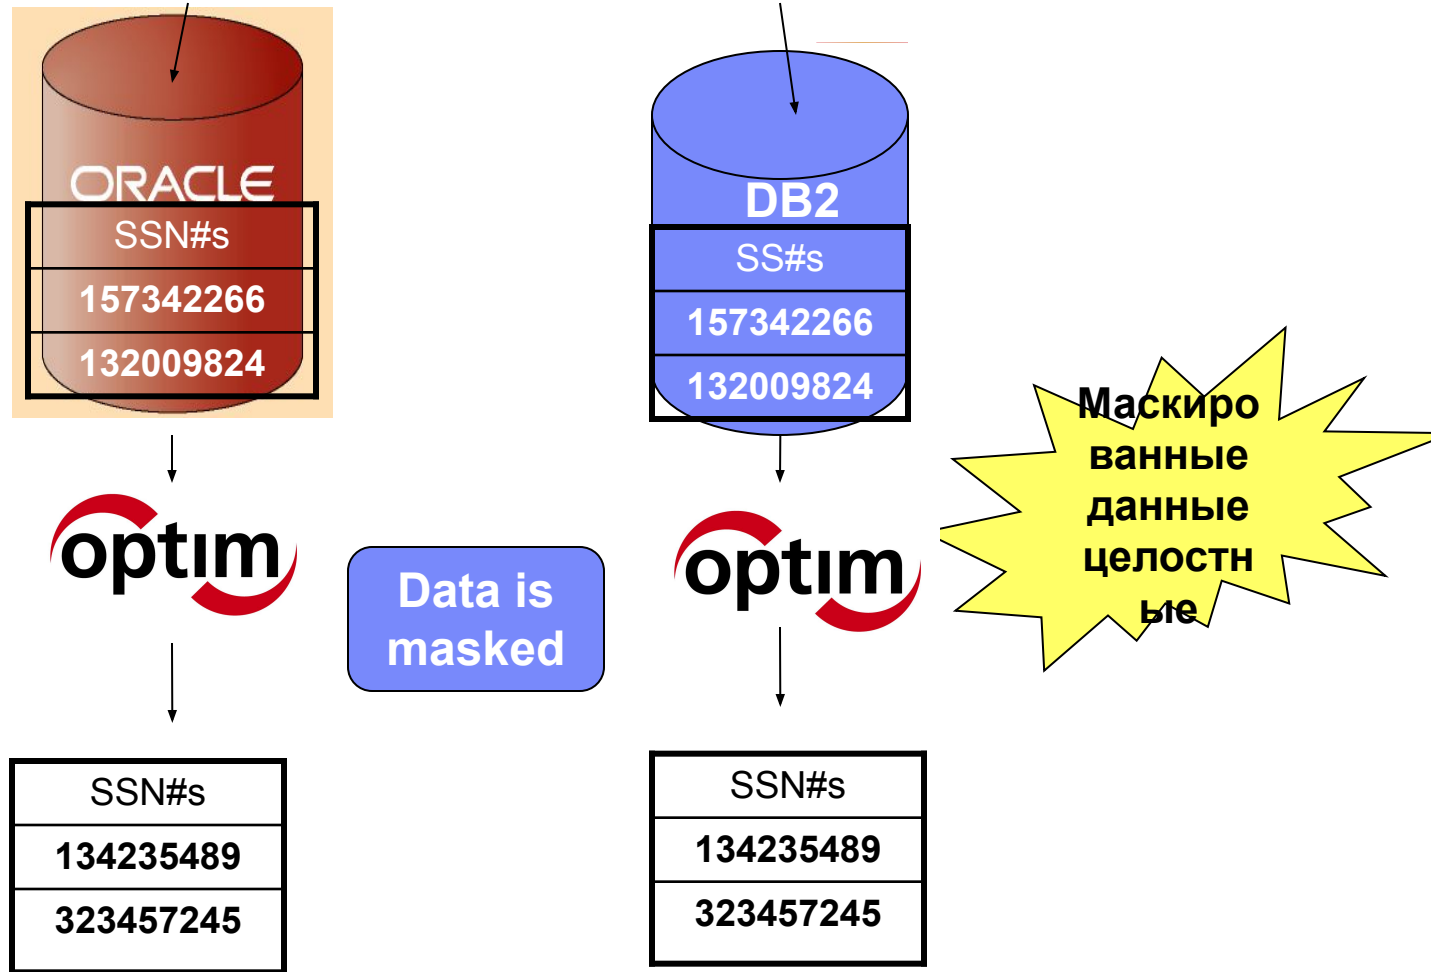 ORACLE
SSN#s
157342266
132009824
DB2
SS#s
157342266
132009824
Маскиро
ванные
данные
целостн
ые
optim
Data is
masked
optim
SSN#s
134235489
323457245
SSN#s
134235489
323457245